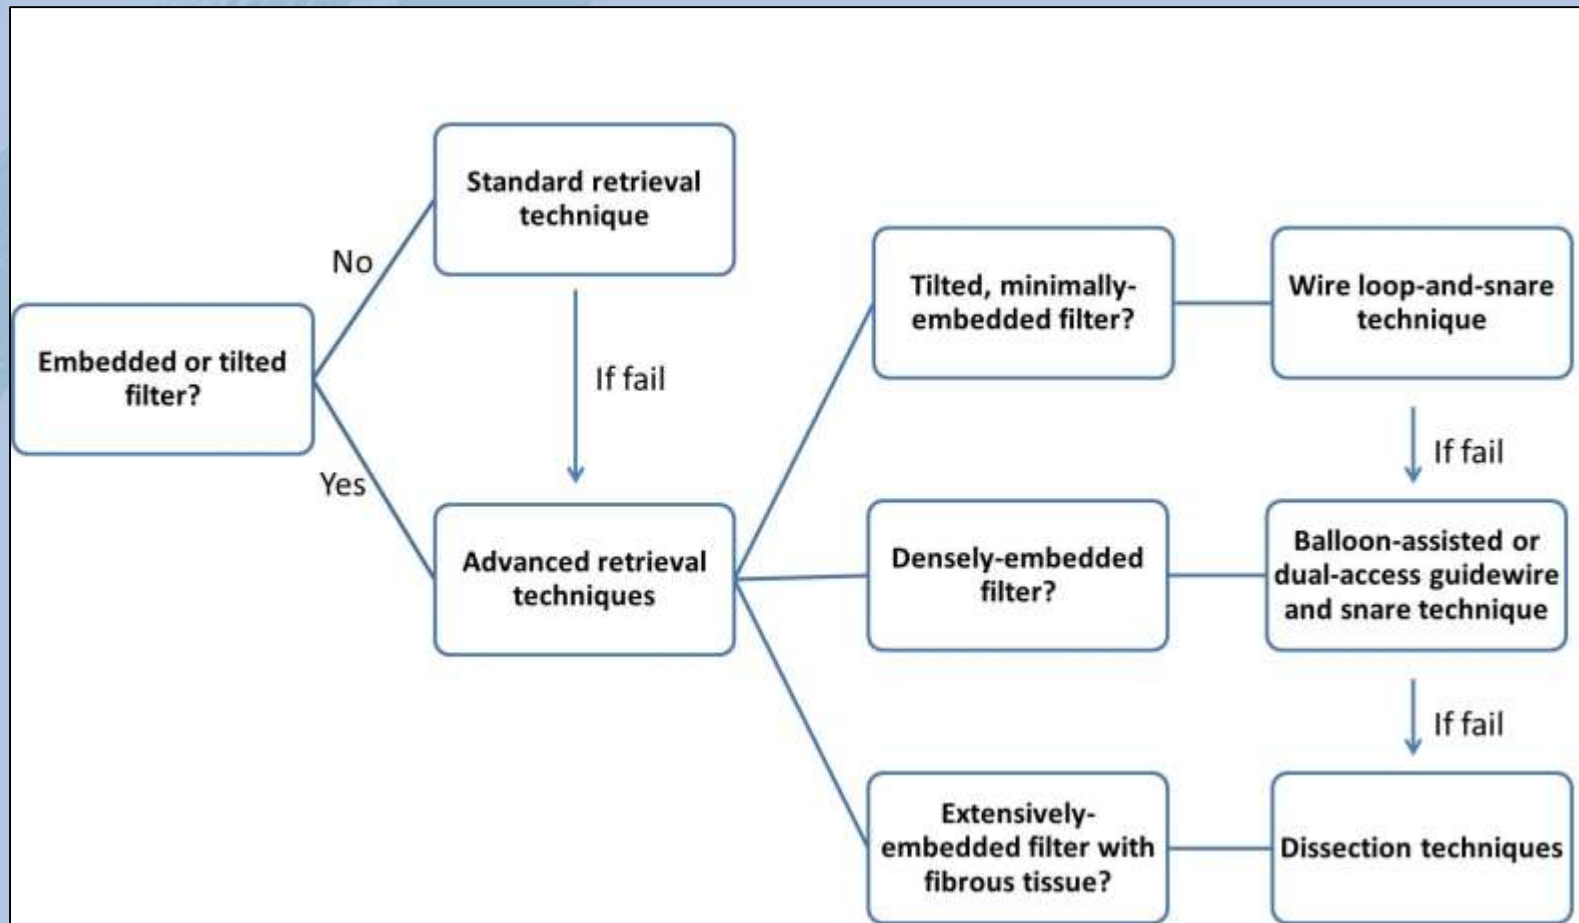 Embedded or tilted
filter?
No
Yes
Standard retrieval
technique
If fail
Advanced retrieval
techniques
Tilted, minimally-
embedded filter?
Wire loop-and-snare
technique
If fail
Densely-embedded
filter?
Balloon-assisted or
dual-access guidewire
and snare technique
If fail
Extensively-
embedded filter with
fibrous tissue?
Dissection techniques